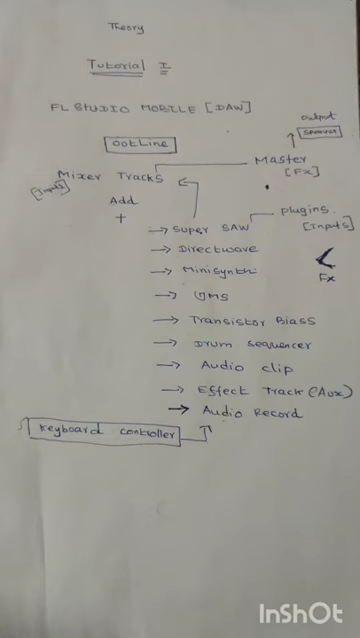 Theory
Tutorial I
FL STUDIO MOBILE [DAW]
output
Speaker
OutLine
Master
[Fx]
Mixer Tracks
[Inputs]
Add
+
plugins
[Inputs]
Fx
→ Super SAW
→ Directwave
→ Minisynth
→ GMS
→ Transistor Biass
→ Drum sequencer
→ Audio clip
→ Effect Track (Aux)
→ Audio Record
Keyboard controller
InShOt